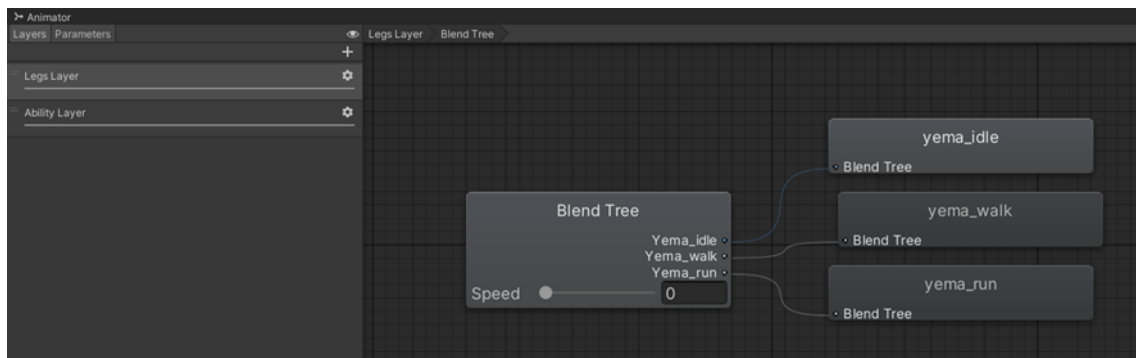 Animator
Layers Parameters
Legs Layer Blend Tree
+
Legs Layer
Ability Layer
yema_idle
Blend Tree
Blend Tree
Yema_idle
Yema_walk
Yema_run
Speed 0
yema_walk
Blend Tree
yema_run
Blend Tree